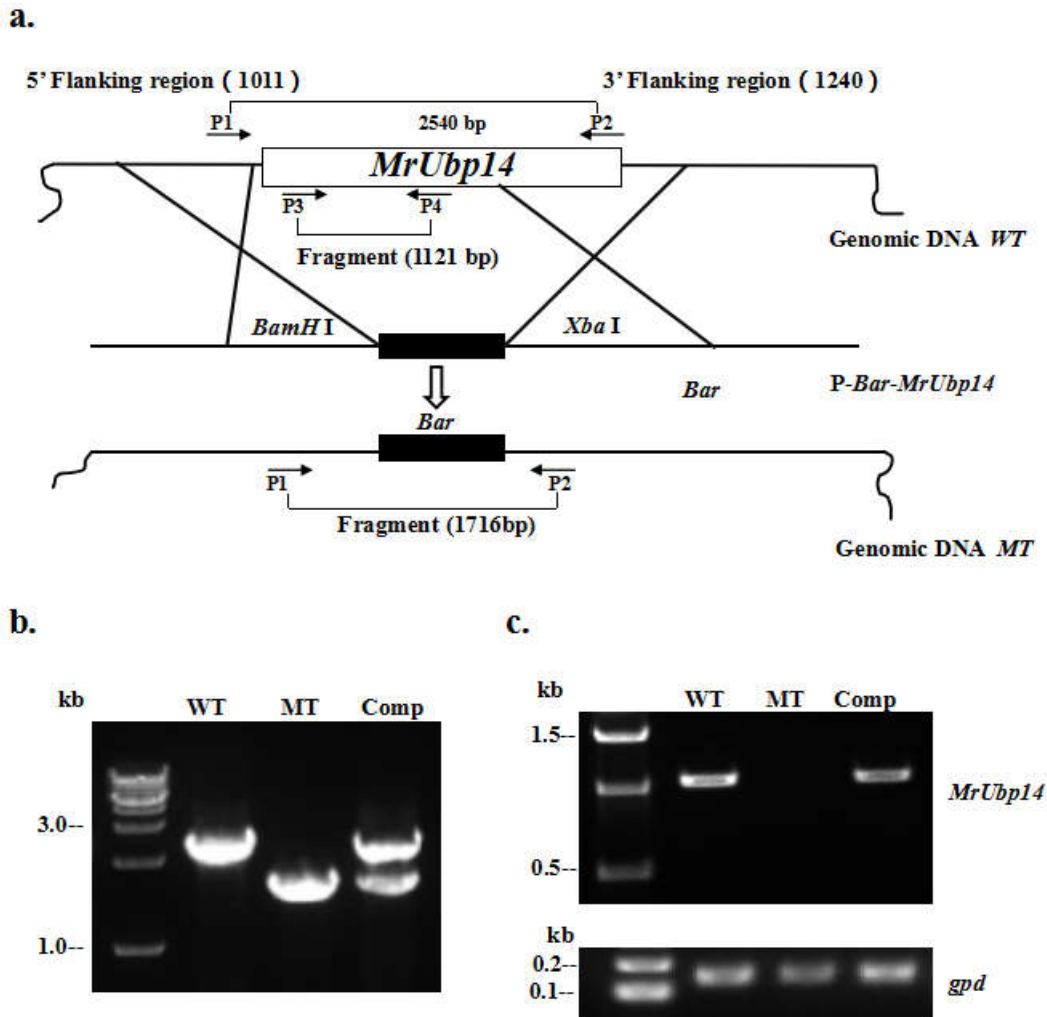 a.
5' Flanking region ( 1011 )
3' Flanking region ( 1240 )
P1
2540 bp
P2
MrUbp14
P3
P4
Fragment (1121 bp)
Genomic DNA WT
BamH I
Xba I
Bar
P-Bar-MrUbp14
Bar
P1
P2
Fragment (1716bp)
Genomic DNA MT
b.
kb
WT
MT
Comp
3.0--
1.0--
c.
kb
WT
MT
Comp
1.5--
MrUbp14
0.5--
kb
0.2--
0.1--
gpd